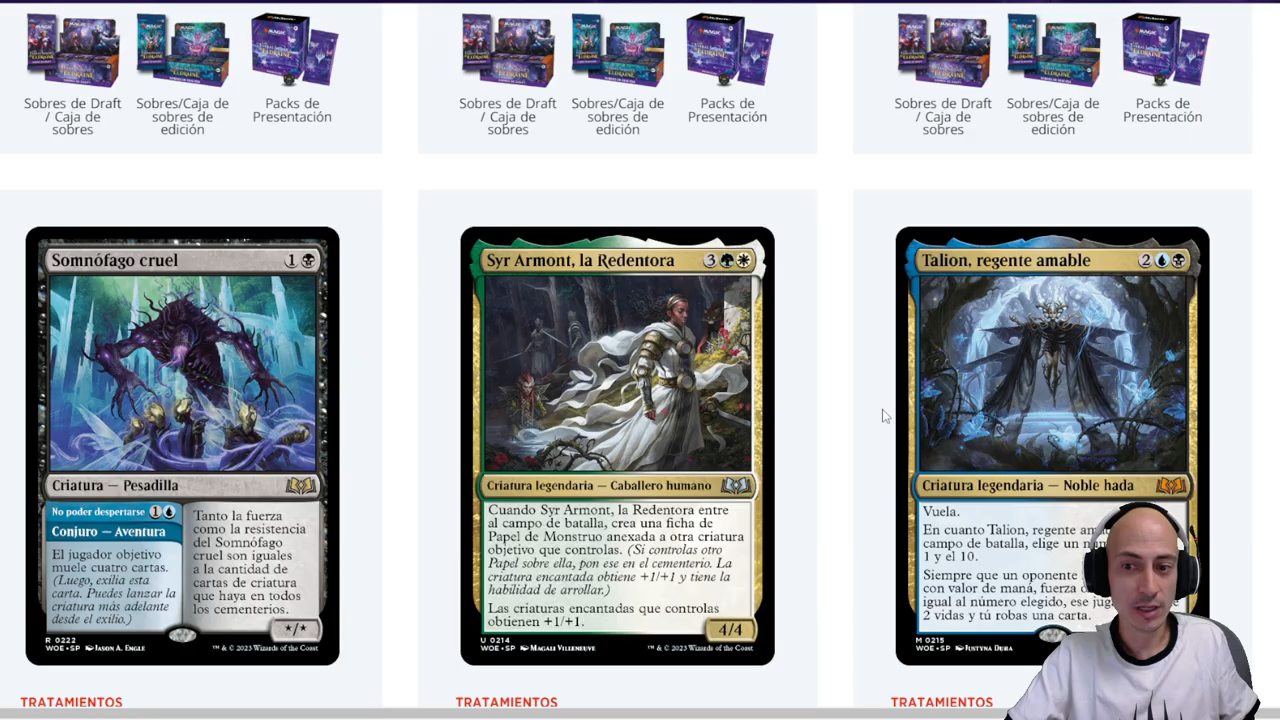 Sobres de Draft
/ Caja de
sobres
Sobres/Caja de
sobres de
edición
Packs de
Presentación
Sobres de Draft
/ Caja de
sobres
Sobres/Caja de
sobres de
edición
Packs de
Presentación
Sobres de Draft
/ Caja de
sobres
Sobres/Caja de
sobres de
edición
Packs de
Presentación
Somnófago cruel 1
Criatura — Pesadilla
No poder despertarse 1
Conjuro — Aventura
El jugador objetivo
muele cuatro cartas.
(Luego, exilia esta
carta. Puedes lanzar la
criatura más adelante
desde el exilio.)
Tanto la fuerza
como la resistencia
del Somnófago
cruel son iguales
a la cantidad de
cartas de criatura
que haya en todos
los cementerios.
*/*
R 0222
WOE • SP Jason A. Engle
™ & © 2023 Wizards of the Coast
Syr Armont, la Redentora 3
Criatura legendaria — Caballero humano
Cuando Syr Armont, la Redentora entre
al campo de batalla, crea una ficha de
Papel de Monstruo anexada a otra criatura
objetivo que controlas. (Si controlas otro
Papel sobre ella, pon ese en el cementerio. La
criatura encantada obtiene +1/+1 y tiene la
habilidad de arrollar.)
Las criaturas encantadas que controlas
obtienen +1/+1.
4/4
U 0214
WOE • SP Magali Villeneuve
™ & © 2023 Wizards of the Coast
Talion, regente amable 2
Criatura legendaria — Noble hada
Vuela.
En cuanto Talion, regente
campo de batalla, elige un
1 y el 10.
Siempre que un oponente
con valor de maná, fuerza
igual al número elegido, ese
2 vidas y tú robas una carta.
M 0215
WOE • SP Justyna Dura
TRATAMIENTOS
TRATAMIENTOS
TRATAMIENTOS